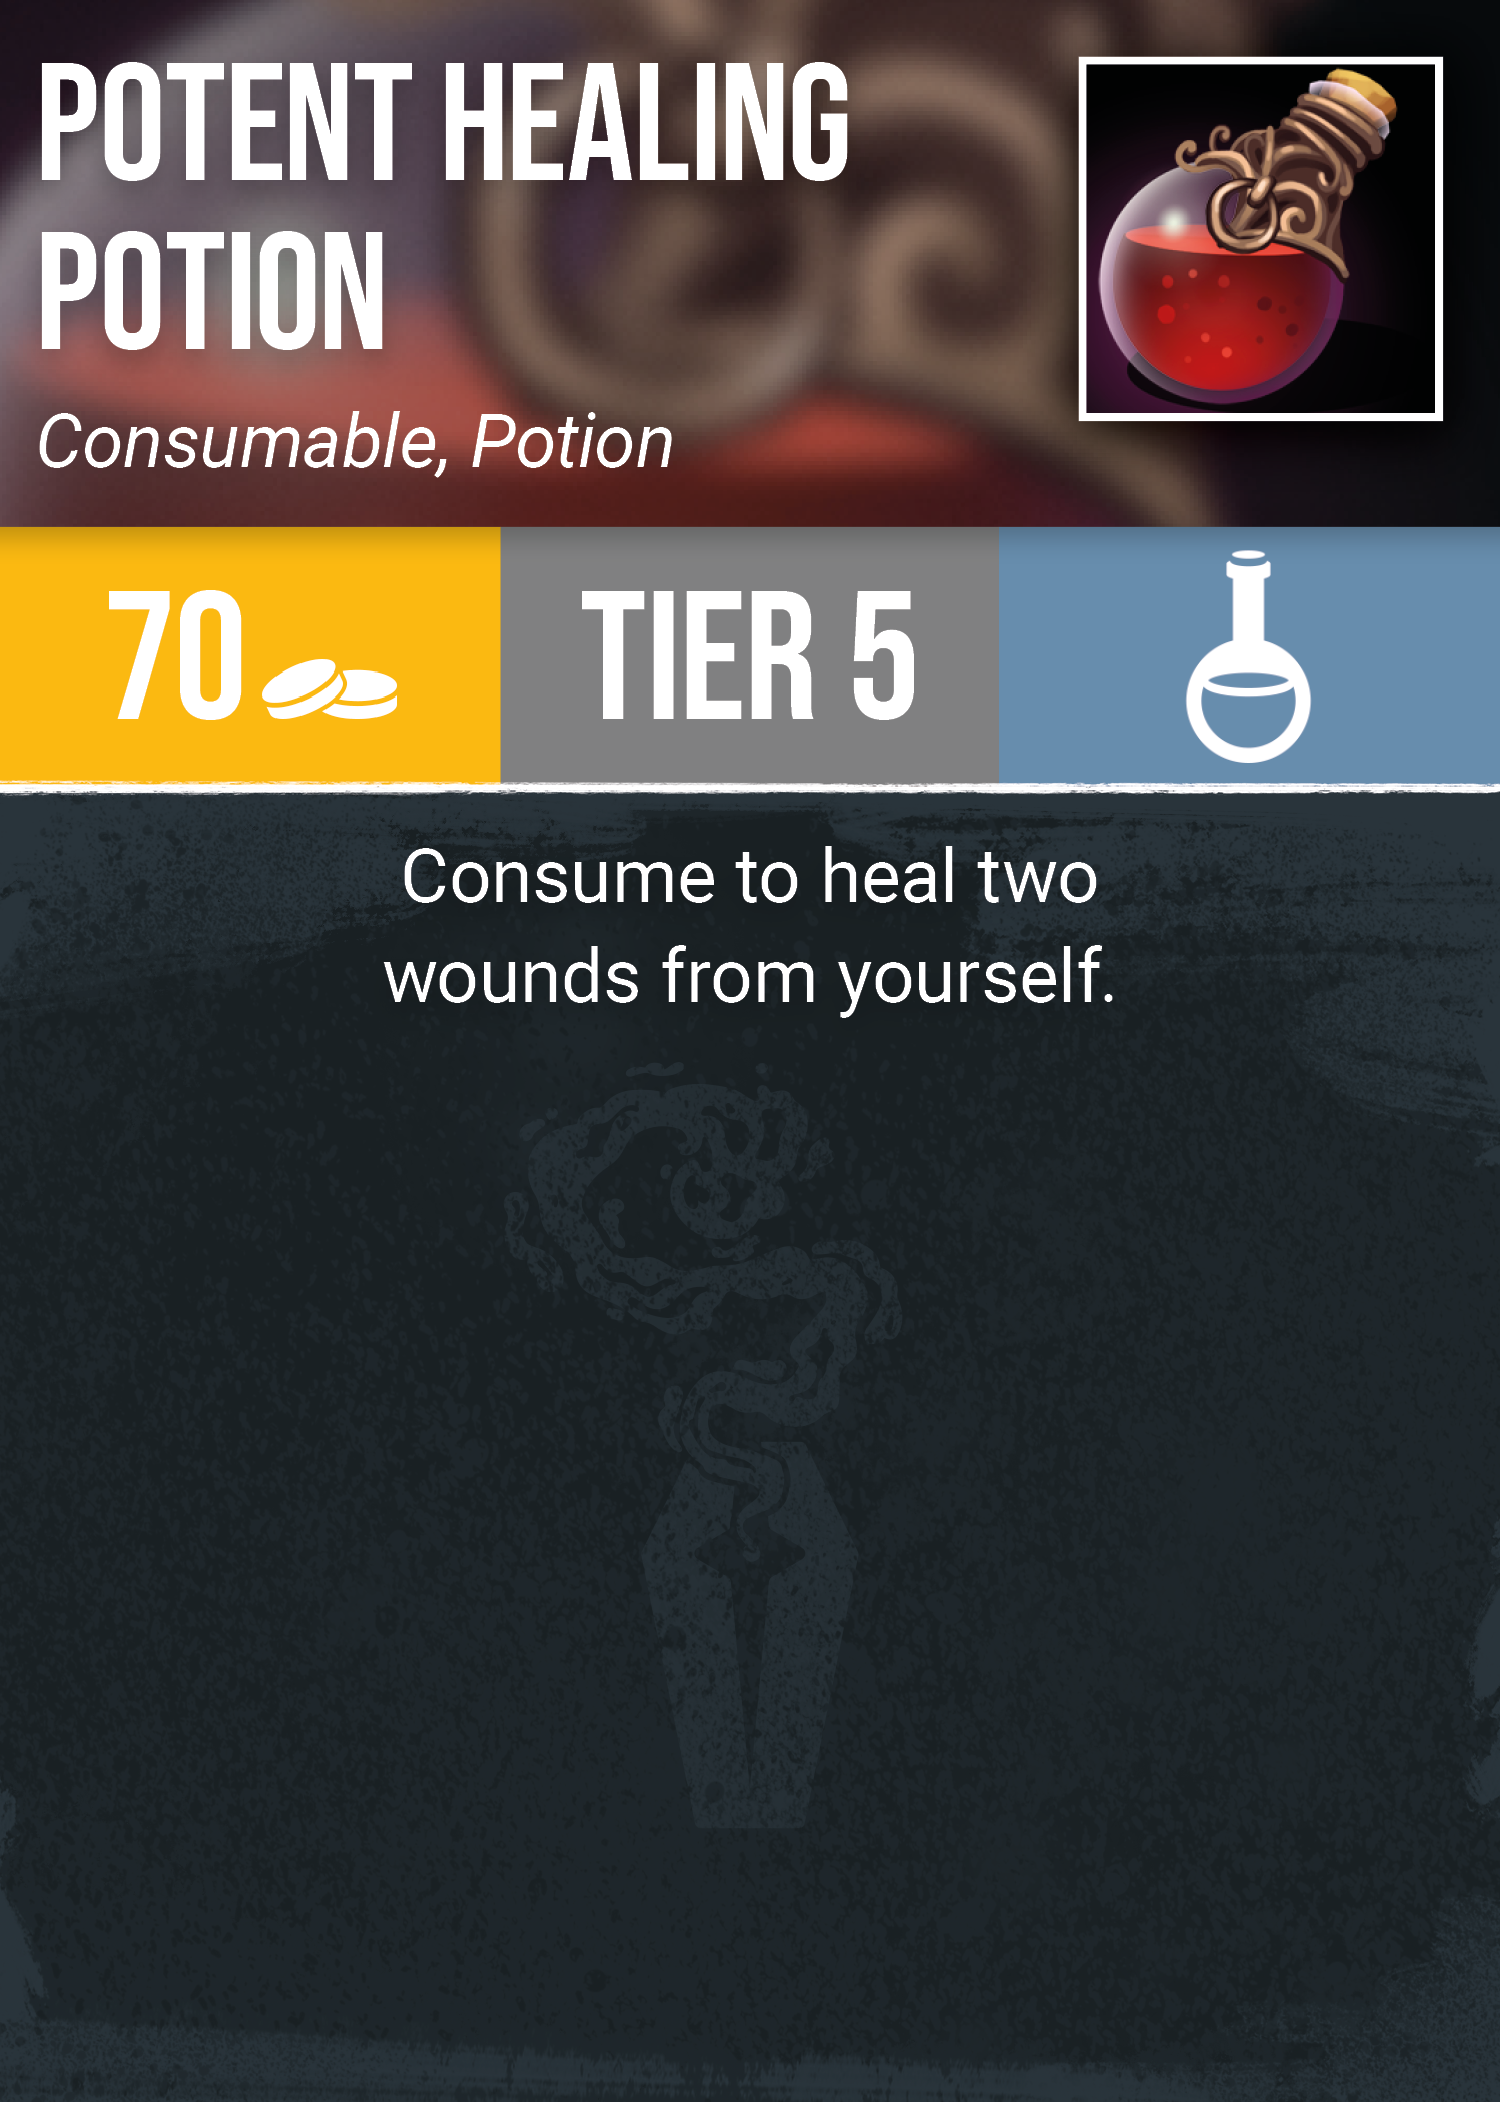 POTENT HEALING
POTION
Consumable, Potion
70
TIER 5
Consume to heal two
wounds from yourself.